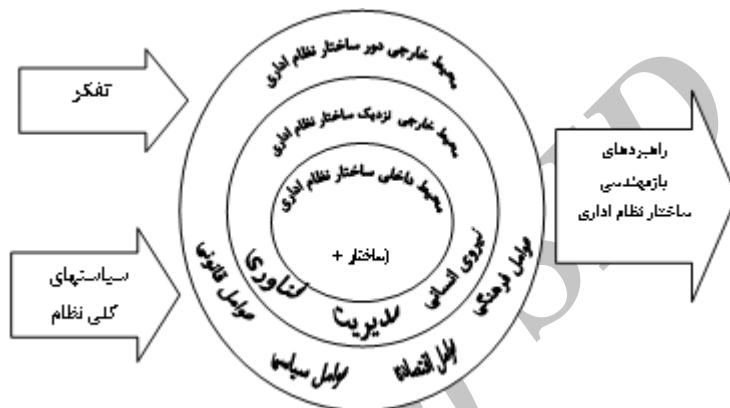 محیط خارجی دور ساختار نظام اداری
محیط خارجی نزدیک ساختار نظام اداری
محیط داخلی ساختار نظام اداری
تفکر
راهبردهای
بازمهندسی
ساختار نظام اداری
(ساختار +
سیاستهای
کلی نظام
نیروی انسانی
مدیریت
فناوری
عوامل فرهنگی
عوامل اقتصادی
عوامل سیاسی
عوامل قانونی